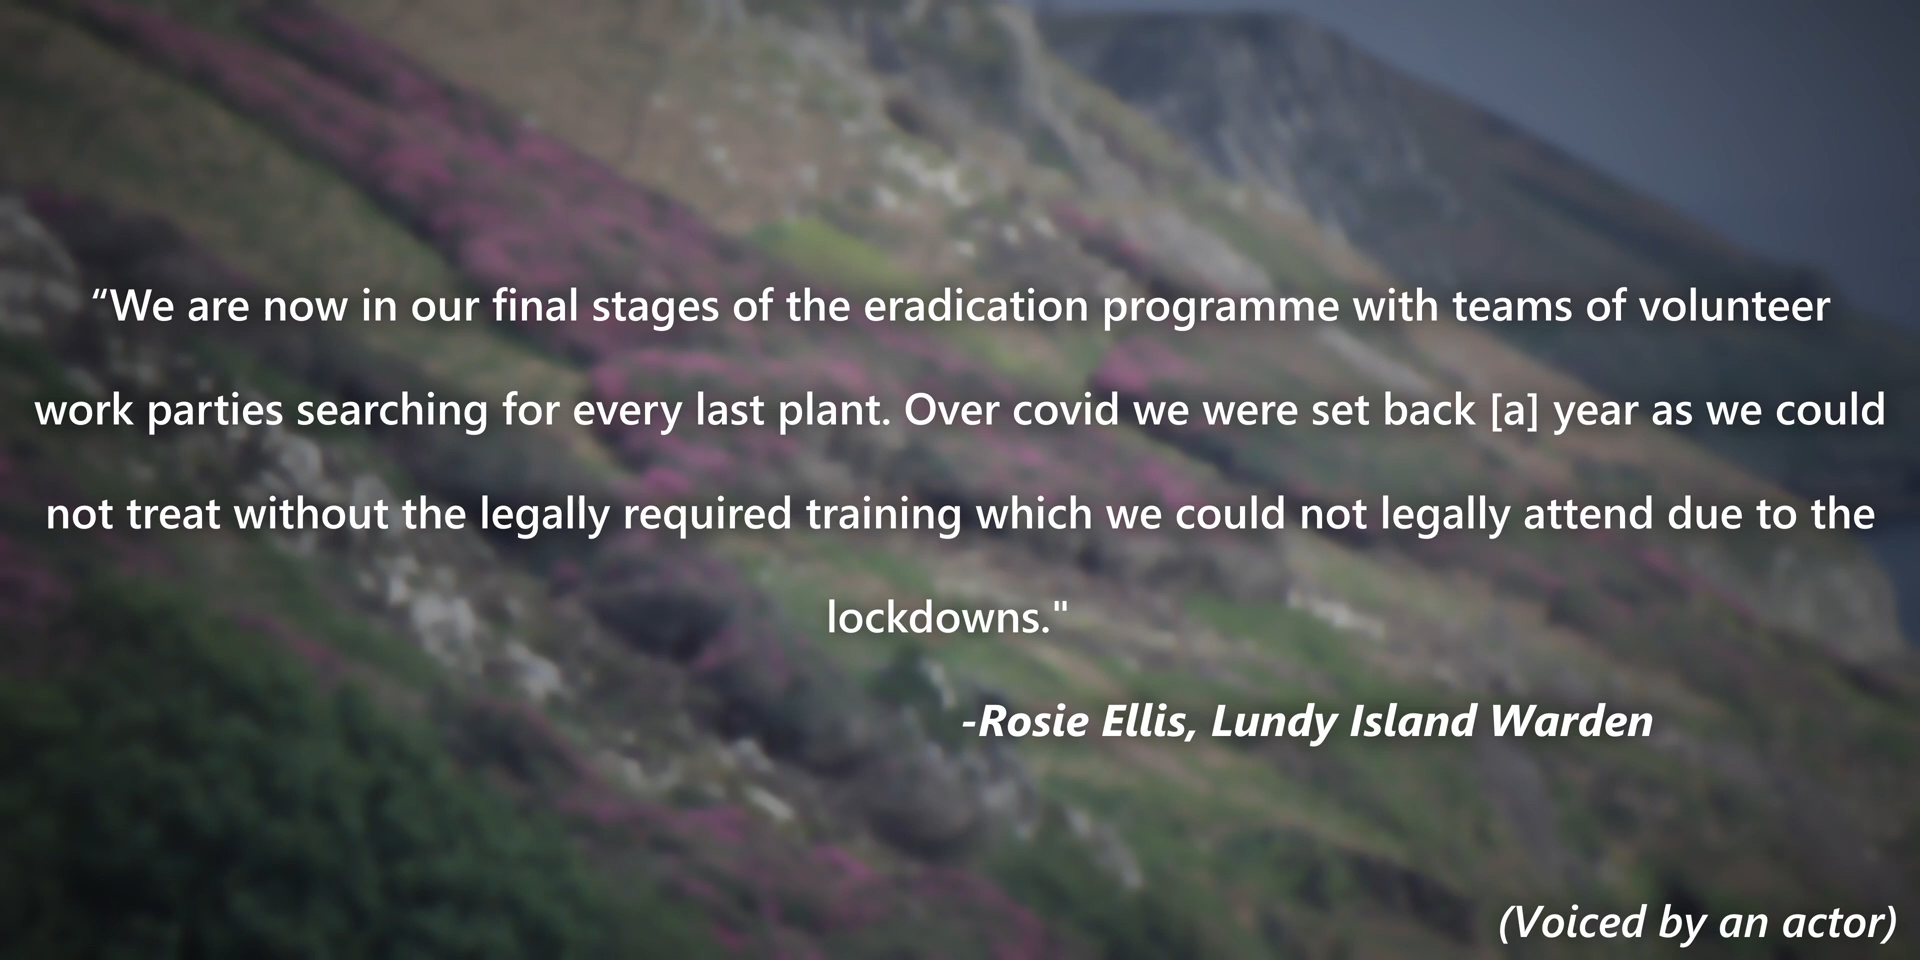 “We are now in our final stages of the eradication programme with teams of volunteer
work parties searching for every last plant. Over covid we were set back [a] year as we could
not treat without the legally required training which we could not legally attend due to the
lockdowns."
-Rosie Ellis, Lundy Island Warden
(Voiced by an actor)